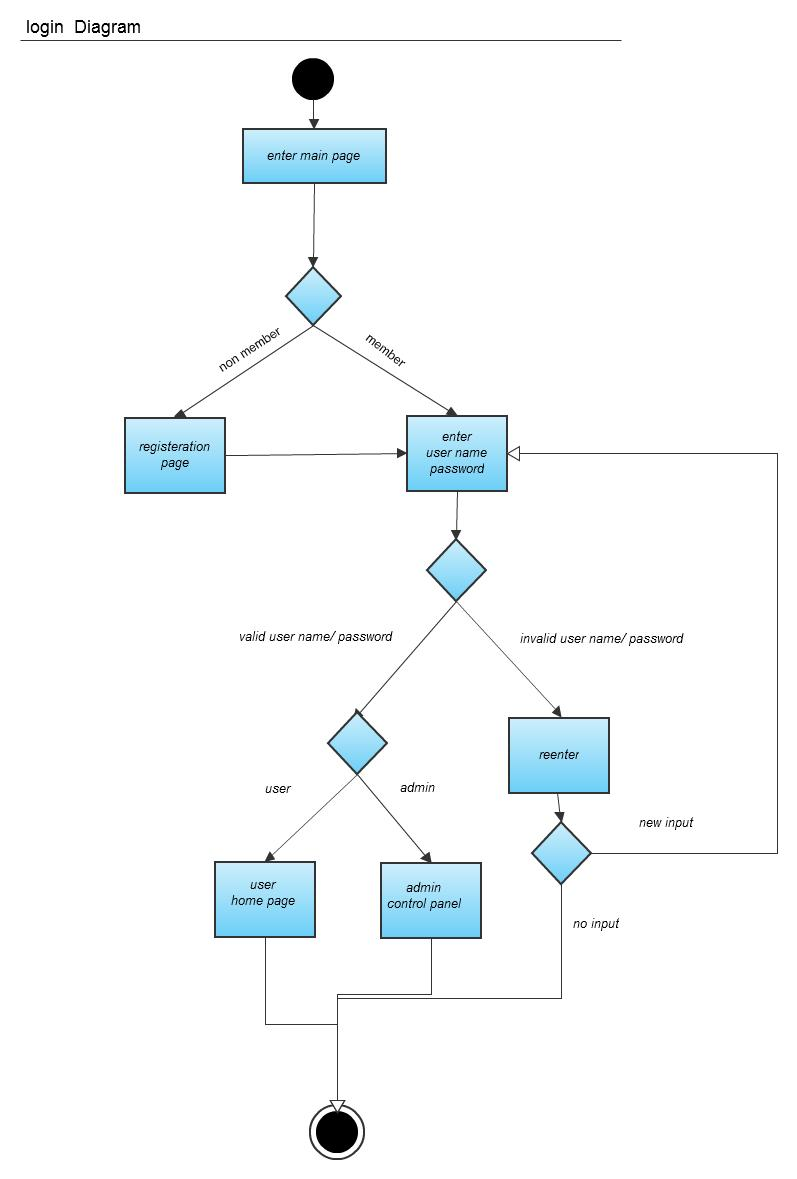 login  Diagram
enter main page
non member
member
registeration
page
enter
user name
password
valid user name/ password
invalid user name/ password
reenter
user
admin
new input
user
home page
admin
control panel
no input